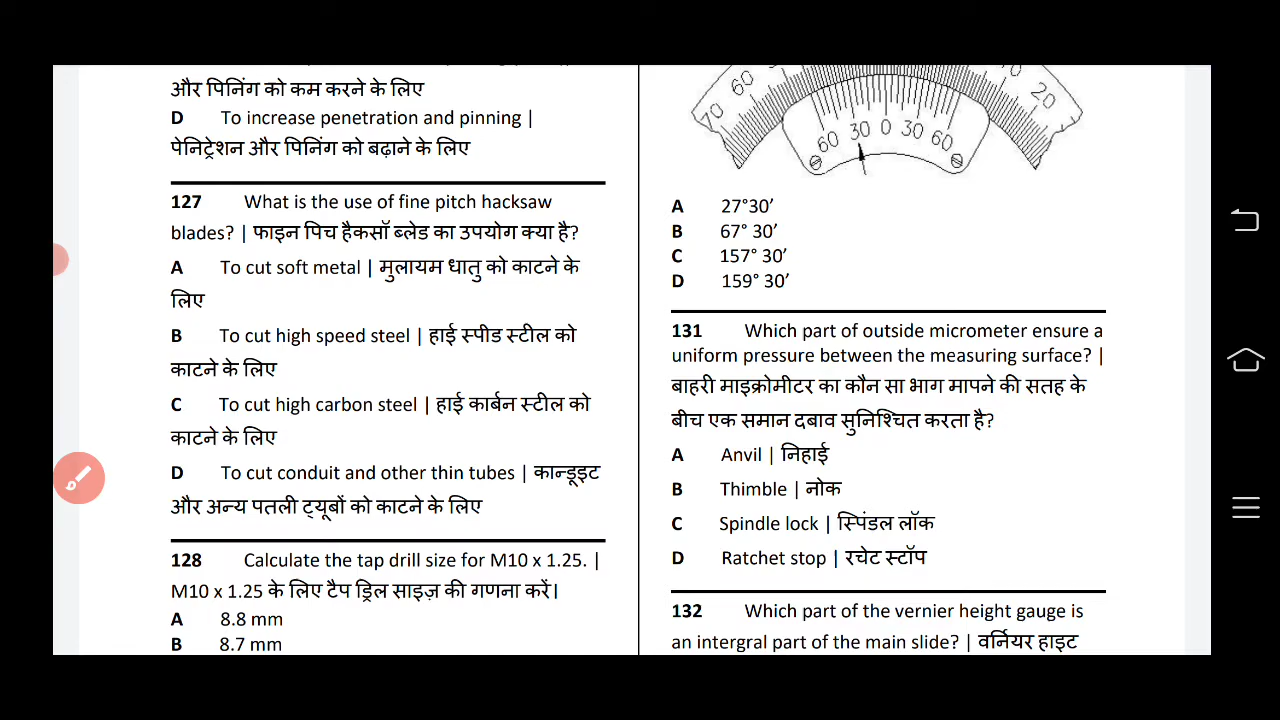 और पिनिंग को कम करने के लिए
D To increase penetration and pinning |
पेनिट्रेशन और पिनिंग को बढ़ाने के लिए
127 What is the use of fine pitch hacksaw
blades? | फाइन पिच हैकसॉ ब्लेड का उपयोग क्या है?
A To cut soft metal | मुलायम धातु को काटने के
लिए
B To cut high speed steel | हाई स्पीड स्टील को
काटने के लिए
C To cut high carbon steel | हाई कार्बन स्टील को
काटने के लिए
D To cut conduit and other thin tubes | कान्डूइट
और अन्य पतली ट्यूबों को काटने के लिए
128 Calculate the tap drill size for M10 x 1.25. |
M10 x 1.25 के लिए टैप ड्रिल साइज़ की गणना करें।
A 8.8 mm
B 8.7 mm
70 60 20
60 30 0 30 60
A 27°30’
B 67° 30’
C 157° 30’
D 159° 30’
131 Which part of outside micrometer ensure a
uniform pressure between the measuring surface? |
बाहरी माइक्रोमीटर का कौन सा भाग मापने की सतह के
बीच एक समान दबाव सुनिश्चित करता है?
A Anvil | निहाई
B Thimble | नोक
C Spindle lock | स्पिंडल लॉक
D Ratchet stop | रचेट स्टॉप
132 Which part of the vernier height gauge is
an intergral part of the main slide? | वर्नियर हाइट